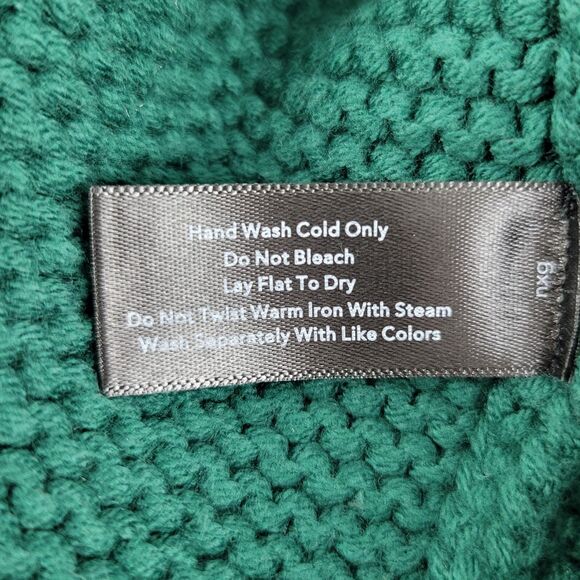 Hand Wash Cold Only
Do Not Bleach
Lay Flat To Dry
Do Not Twist Warm Iron With Steam
Wash Separately With Like Colors
nxg